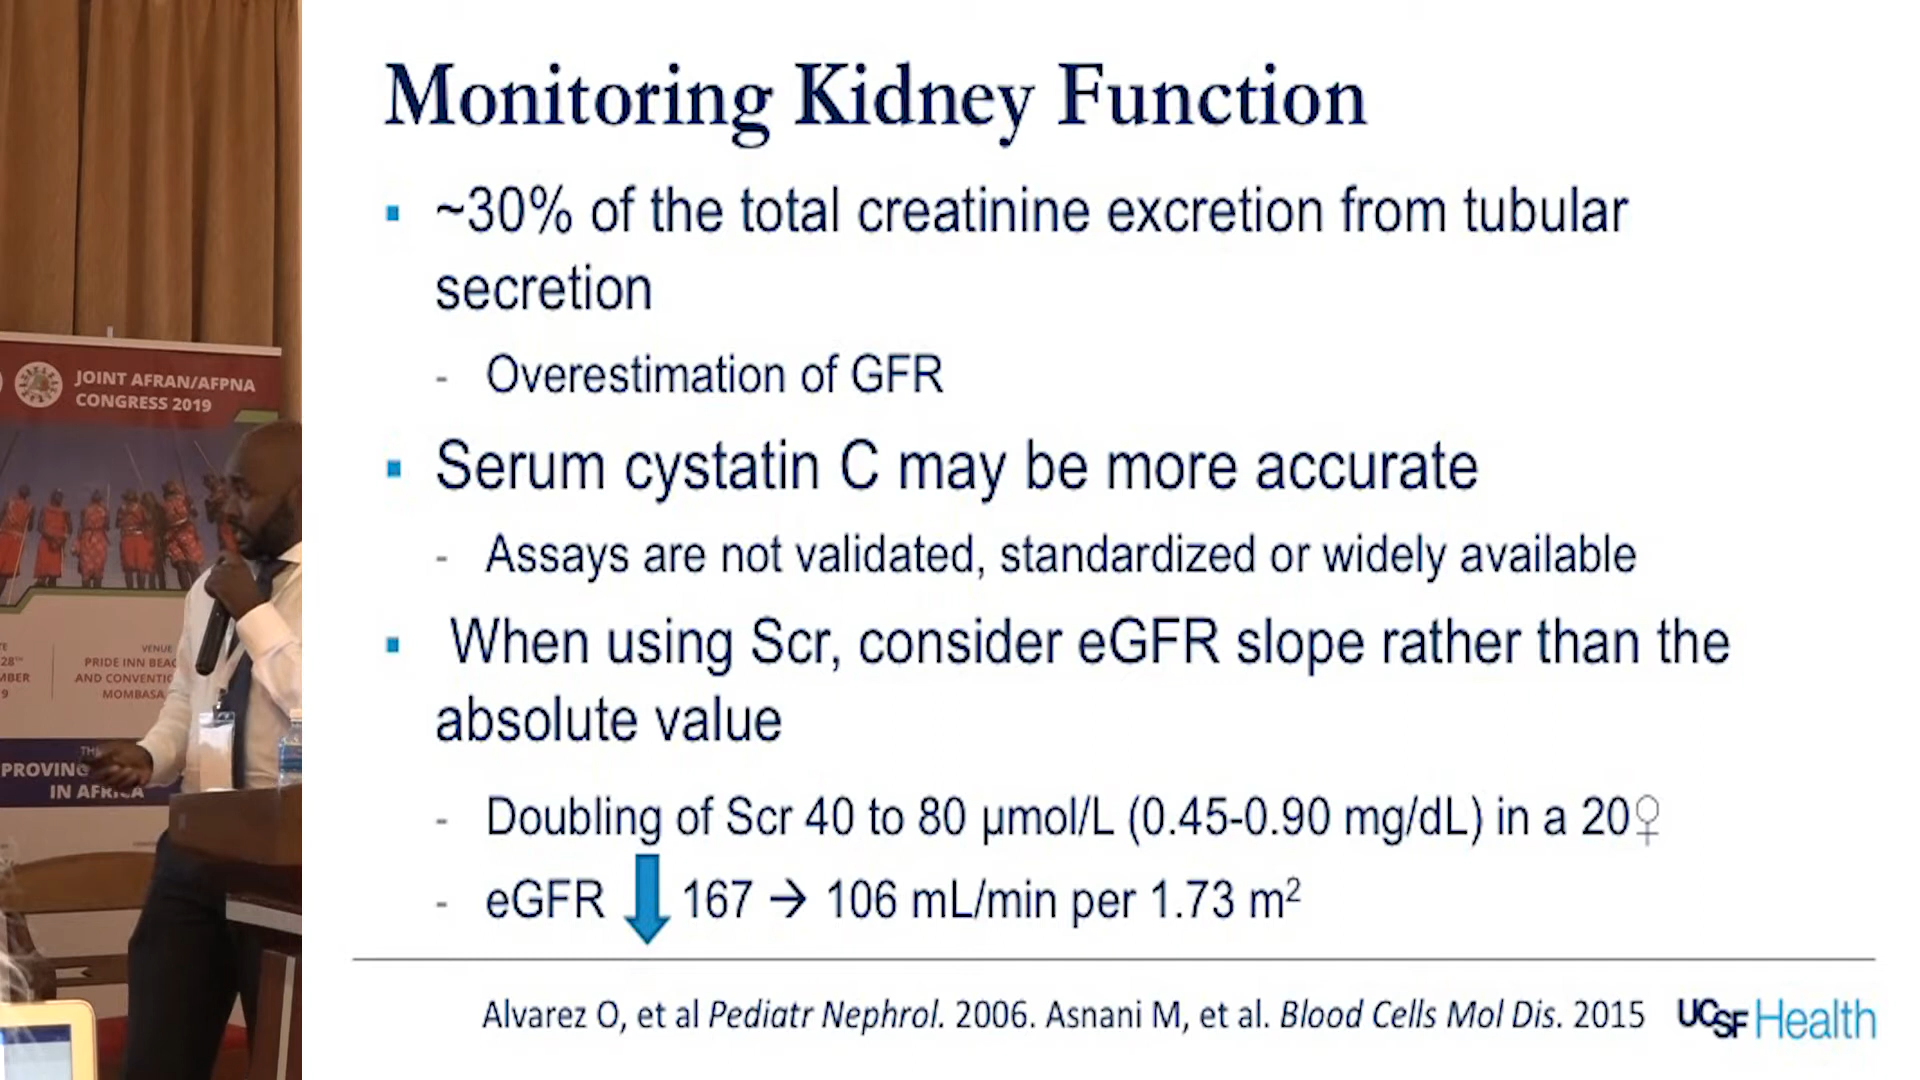 Monitoring Kidney Function
▪ ~30% of the total creatinine excretion from tubular
secretion
- Overestimation of GFR
▪ Serum cystatin C may be more accurate
- Assays are not validated, standardized or widely available
▪ When using Scr, consider eGFR slope rather than the
absolute value
- Doubling of Scr 40 to 80 µmol/L (0.45-0.90 mg/dL) in a 20♀
- eGFR 167 → 106 mL/min per 1.73 m²
Alvarez O, et al Pediatr Nephrol. 2006. Asnani M, et al. Blood Cells Mol Dis. 2015
UCSF Health
JOINT AFRAN/AFPNA
CONGRESS 2019
VENUE
PRIDE INN BEAC
AND CONVENTIO
MOMBASA
28TH
MBER
9
PROVING
IN AFRICA